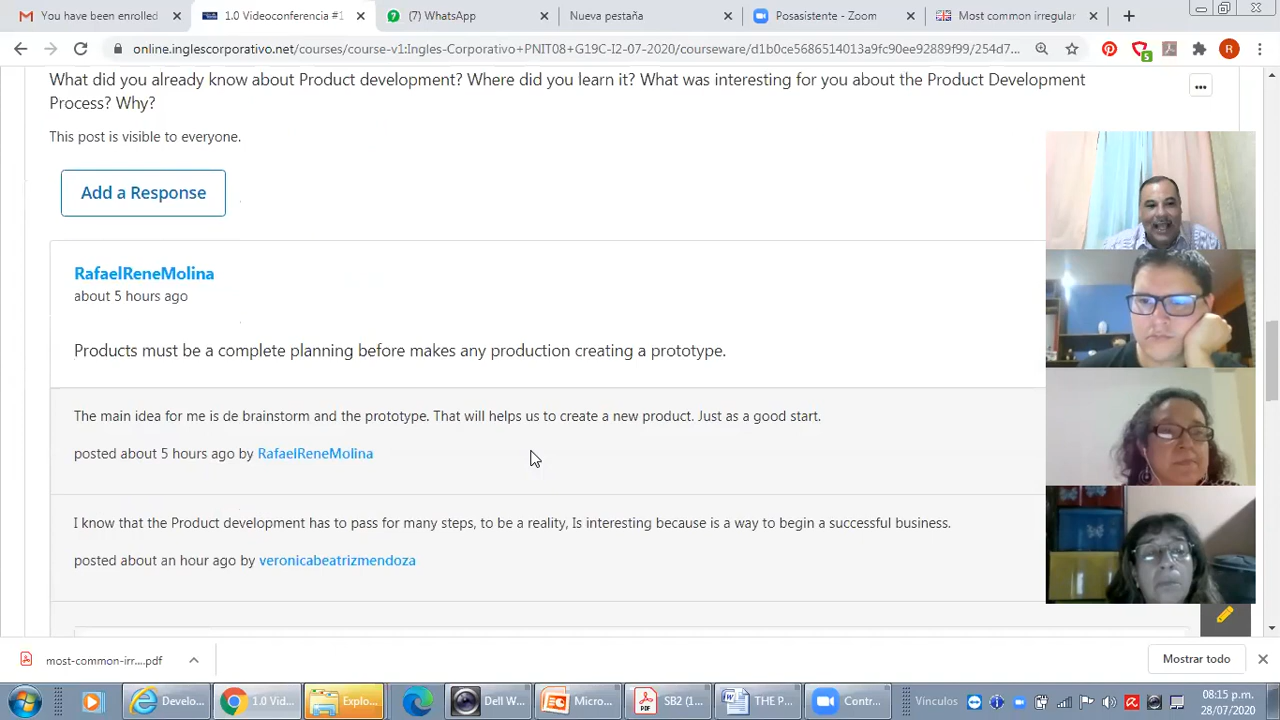 You have been enrolled
1.0 Videoconferencia #1
(7) WhatsApp
Nueva pestaña
Posasistente - Zoom
Most common irregular
online.inglescorporativo.net/courses/course-v1:Ingles-Corporativo+PNIT08+G19C-I2-07-2020/courseware/d1b0ce5686514013a9fc90ee92889f99/254d7...
What did you already know about Product development? Where did you learn it? What was interesting for you about the Product Development
Process? Why?
This post is visible to everyone.
Add a Response
RafaelReneMolina
about 5 hours ago
Products must be a complete planning before makes any production creating a prototype.
The main idea for me is de brainstorm and the prototype. That will helps us to create a new product. Just as a good start.
posted about 5 hours ago by RafaelReneMolina
I know that the Product development has to pass for many steps, to be a reality, Is interesting because is a way to begin a successful business.
posted about an hour ago by veronicabeatrizmendoza
most-common-irr....pdf
Mostrar todo
Develo...
1.0 Vid...
Explo...
Dell W...
Micro...
SB2 (1...
THE P...
Contr...
Vínculos
08:15 p.m.
28/07/2020